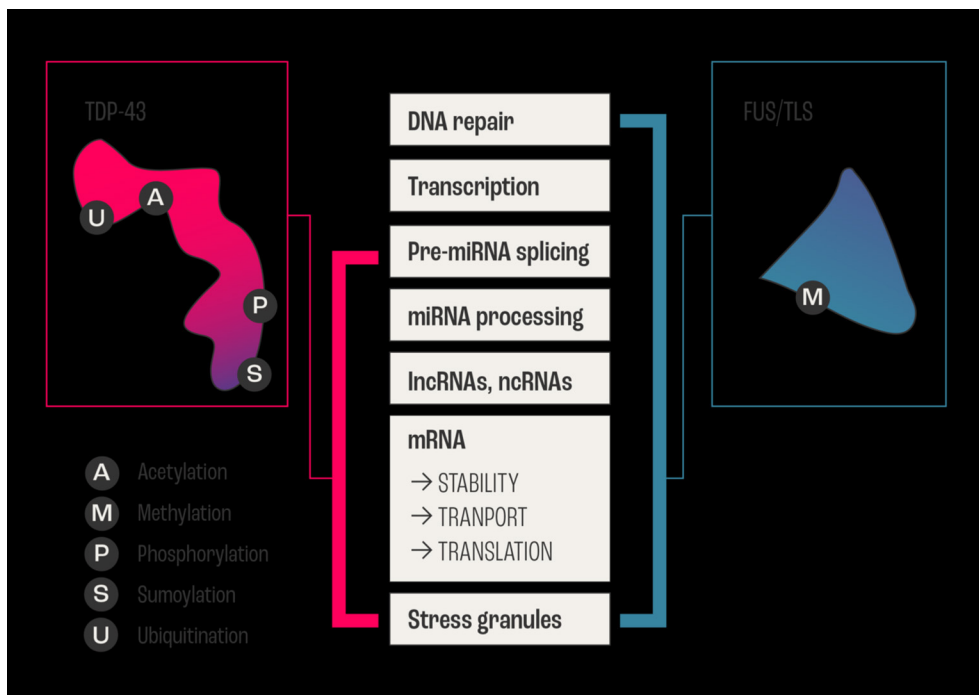 TDP-43
U
A
P
S
DNA repair
Transcription
Pre-miRNA splicing
miRNA processing
lncRNAs, ncRNAs
mRNA
→ STABILITY
→ TRANPORT
→ TRANSLATION
Stress granules
FUS/TLS
M
A Acetylation
M Methylation
P Phosphorylation
S Sumoylation
U Ubiquitination